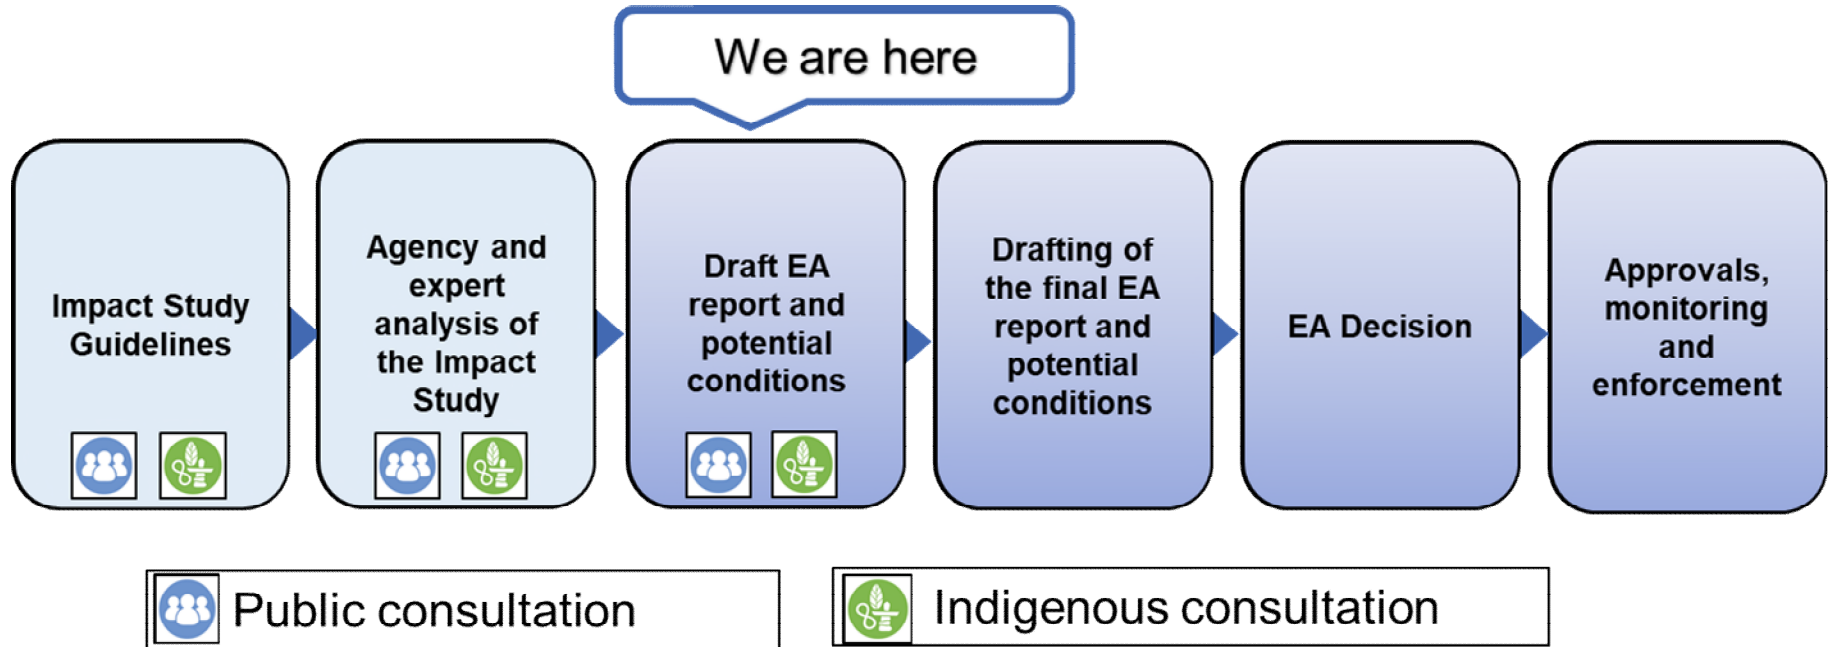 We are here
Impact Study
Guidelines
Agency and
expert
analysis of
the Impact
Study
Draft EA
report and
potential
conditions
Drafting of
the final EA
report and
potential
conditions
EA Decision
Approvals,
monitoring
and
enforcement
Public consultation
Indigenous consultation